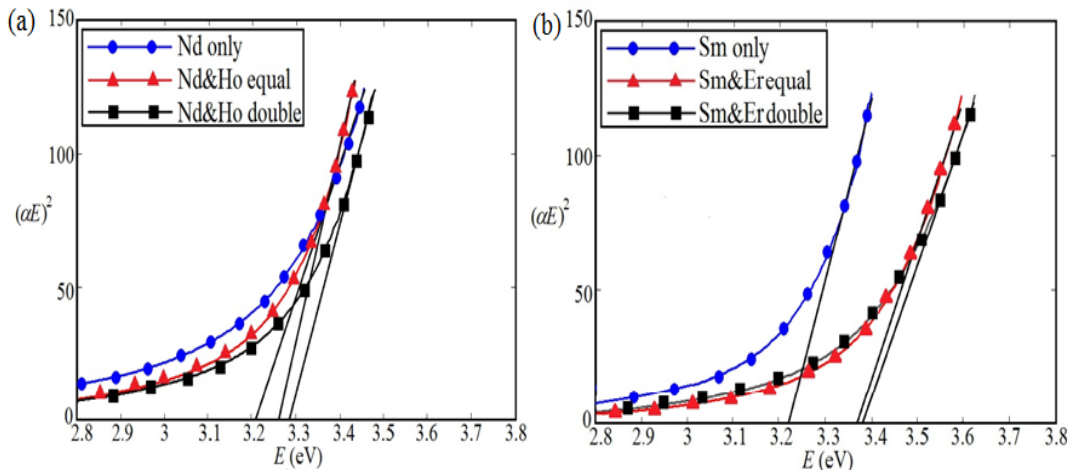 (a)
150
Nd only
Nd&Ho equal
Nd&Ho double
100
(αE)²
50
0
2.8 2.9 3 3.1 3.2 3.3 3.4 3.5 3.6 3.7 3.8
E (eV)
(b)
150
Sm only
Sm&Erequal
Sm&Erdouble
100
(αE)²
50
0
2.8 2.9 3 3.1 3.2 3.3 3.4 3.5 3.6 3.7 3.8
E (eV)